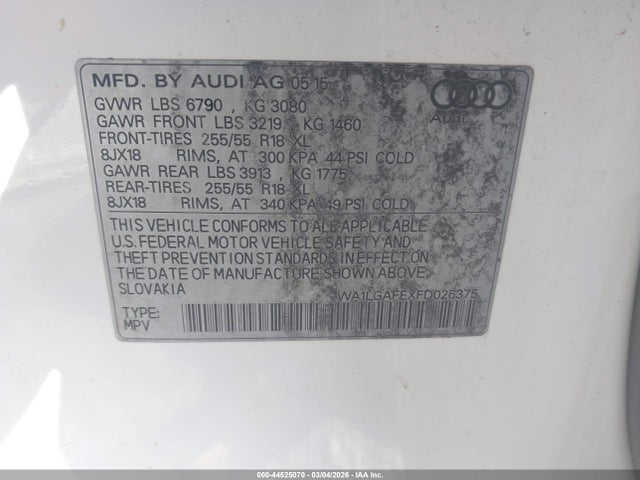 MFD. BY AUDI AG 05 15
GVWR LBS 6790 , KG 3080
GAWR FRONT LBS 3219 , KG 1460
FRONT-TIRES 255/55 R18 XL
8JX18 RIMS, AT 300 KPA 44 PSI COLD
GAWR REAR LBS 3913 , KG 1775
REAR-TIRES 255/55 R18 XL
8JX18 RIMS, AT 340 KPA 49 PSI COLD
AUDI
THIS VEHICLE CONFORMS TO ALL APPLICABLE
U.S. FEDERAL MOTOR VEHICLE SAFETY AND
THEFT PREVENTION STANDARDS IN EFFECT ON
THE DATE OF MANUFACTURE SHOWN ABOVE.
SLOVAKIA
WA1LGAFEXFD026375
TYPE:
MPV
000-44525070 — 03/04/2026 — IAA Inc.